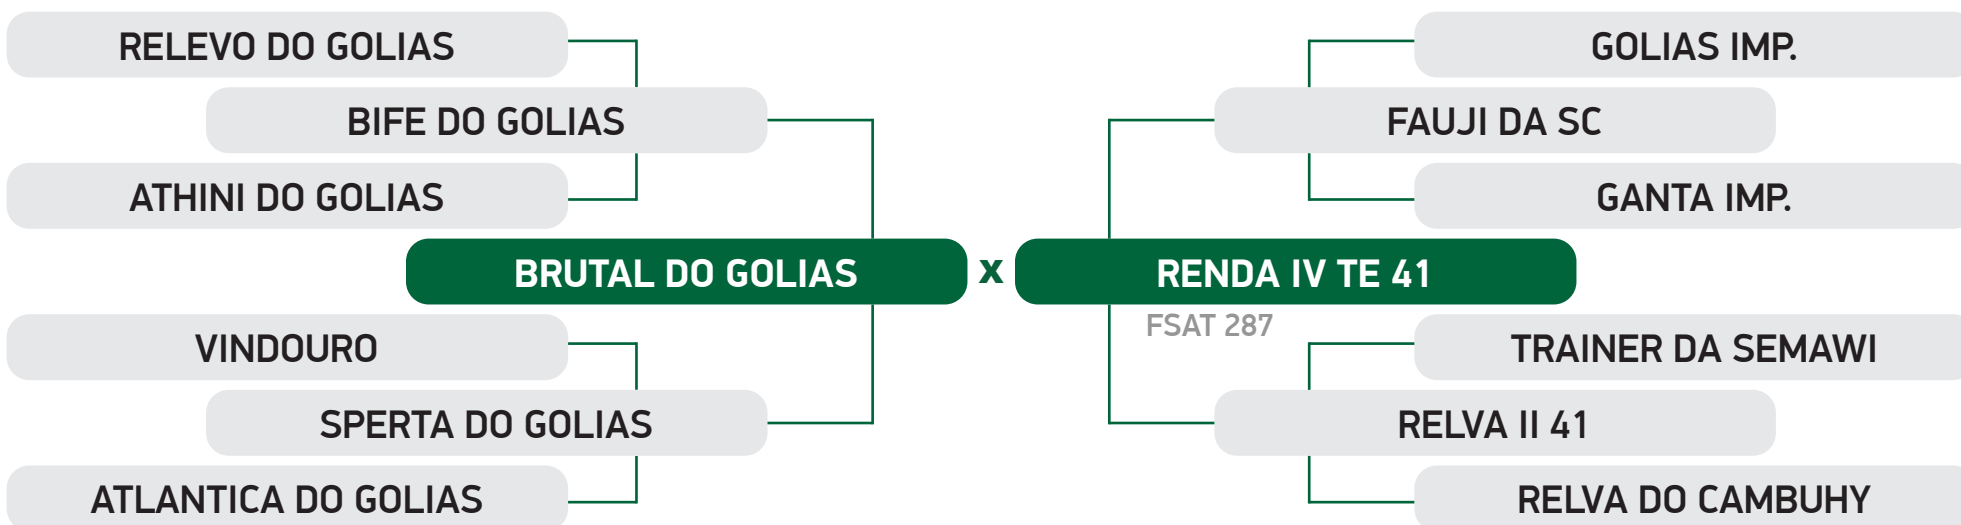 RELEVO DO GOLIAS
GOLIAS IMP.
BIFE DO GOLIAS
FAUJI DA SC
ATHINI DO GOLIAS
GANTA IMP.
BRUTAL DO GOLIAS x RENDA IV TE 41
FSAT 287
VINDOURO
TRAINER DA SEMAWI
SPERTA DO GOLIAS
RELVA II 41
ATLANTICA DO GOLIAS
RELVA DO CAMBUHY